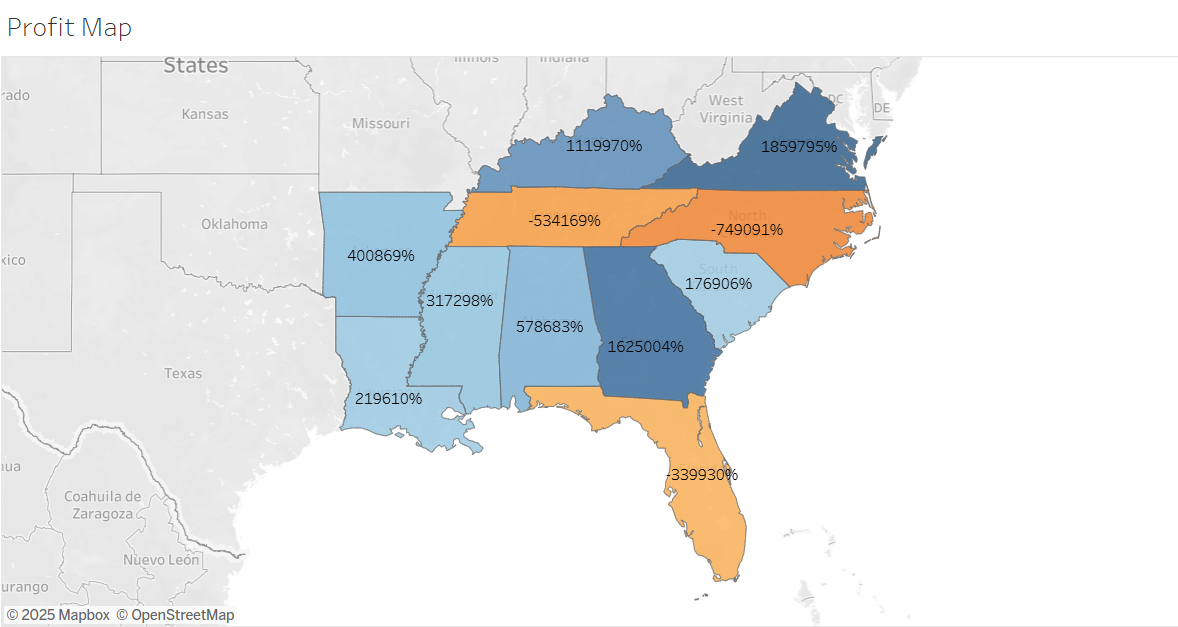 Profit Map
States
Kansas
Missouri
Illinois
Indiana
West
Virginia
DC
DE
rado
1119970%
1859795%
Oklahoma
-534169%
North
-749091%
xico
400869%
South
176906%
317298%
578683%
1625004%
Texas
219610%
-339930%
ua
Coahuila de
Zaragoza
Nuevo León
urango
© 2025 Mapbox © OpenStreetMap